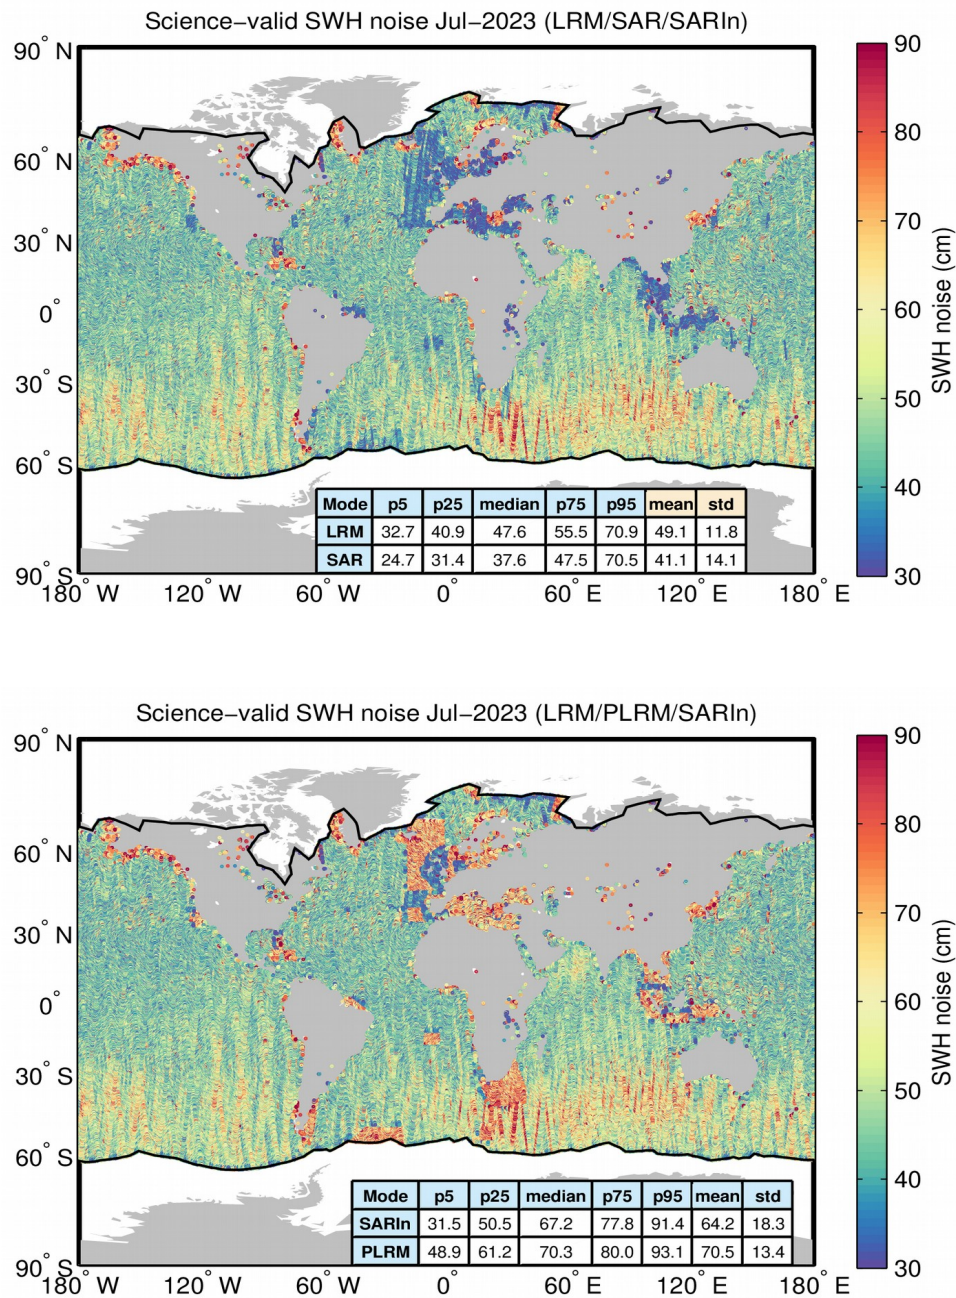 Science−valid SWH noise Jul−2023 (LRM/SAR/SARIn)
90° N
60° N
30° N
0°
30° S
60° S
90° S
180° W
120° W
60° W
0°
60° E
120° E
180° E
90
80
70
60
50
40
30
SWH noise (cm)
Mode p5 p25 median p75 p95 mean std
LRM 32.7 40.9 47.6 55.5 70.9 49.1 11.8
SAR 24.7 31.4 37.6 47.5 70.5 41.1 14.1
Science−valid SWH noise Jul−2023 (LRM/PLRM/SARIn)
90° N
60° N
30° N
0°
30° S
60° S
90° S
180° W
120° W
60° W
0°
60° E
120° E
180° E
90
80
70
60
50
40
30
SWH noise (cm)
Mode p5 p25 median p75 p95 mean std
SARIn 31.5 50.5 67.2 77.8 91.4 64.2 18.3
PLRM 48.9 61.2 70.3 80.0 93.1 70.5 13.4